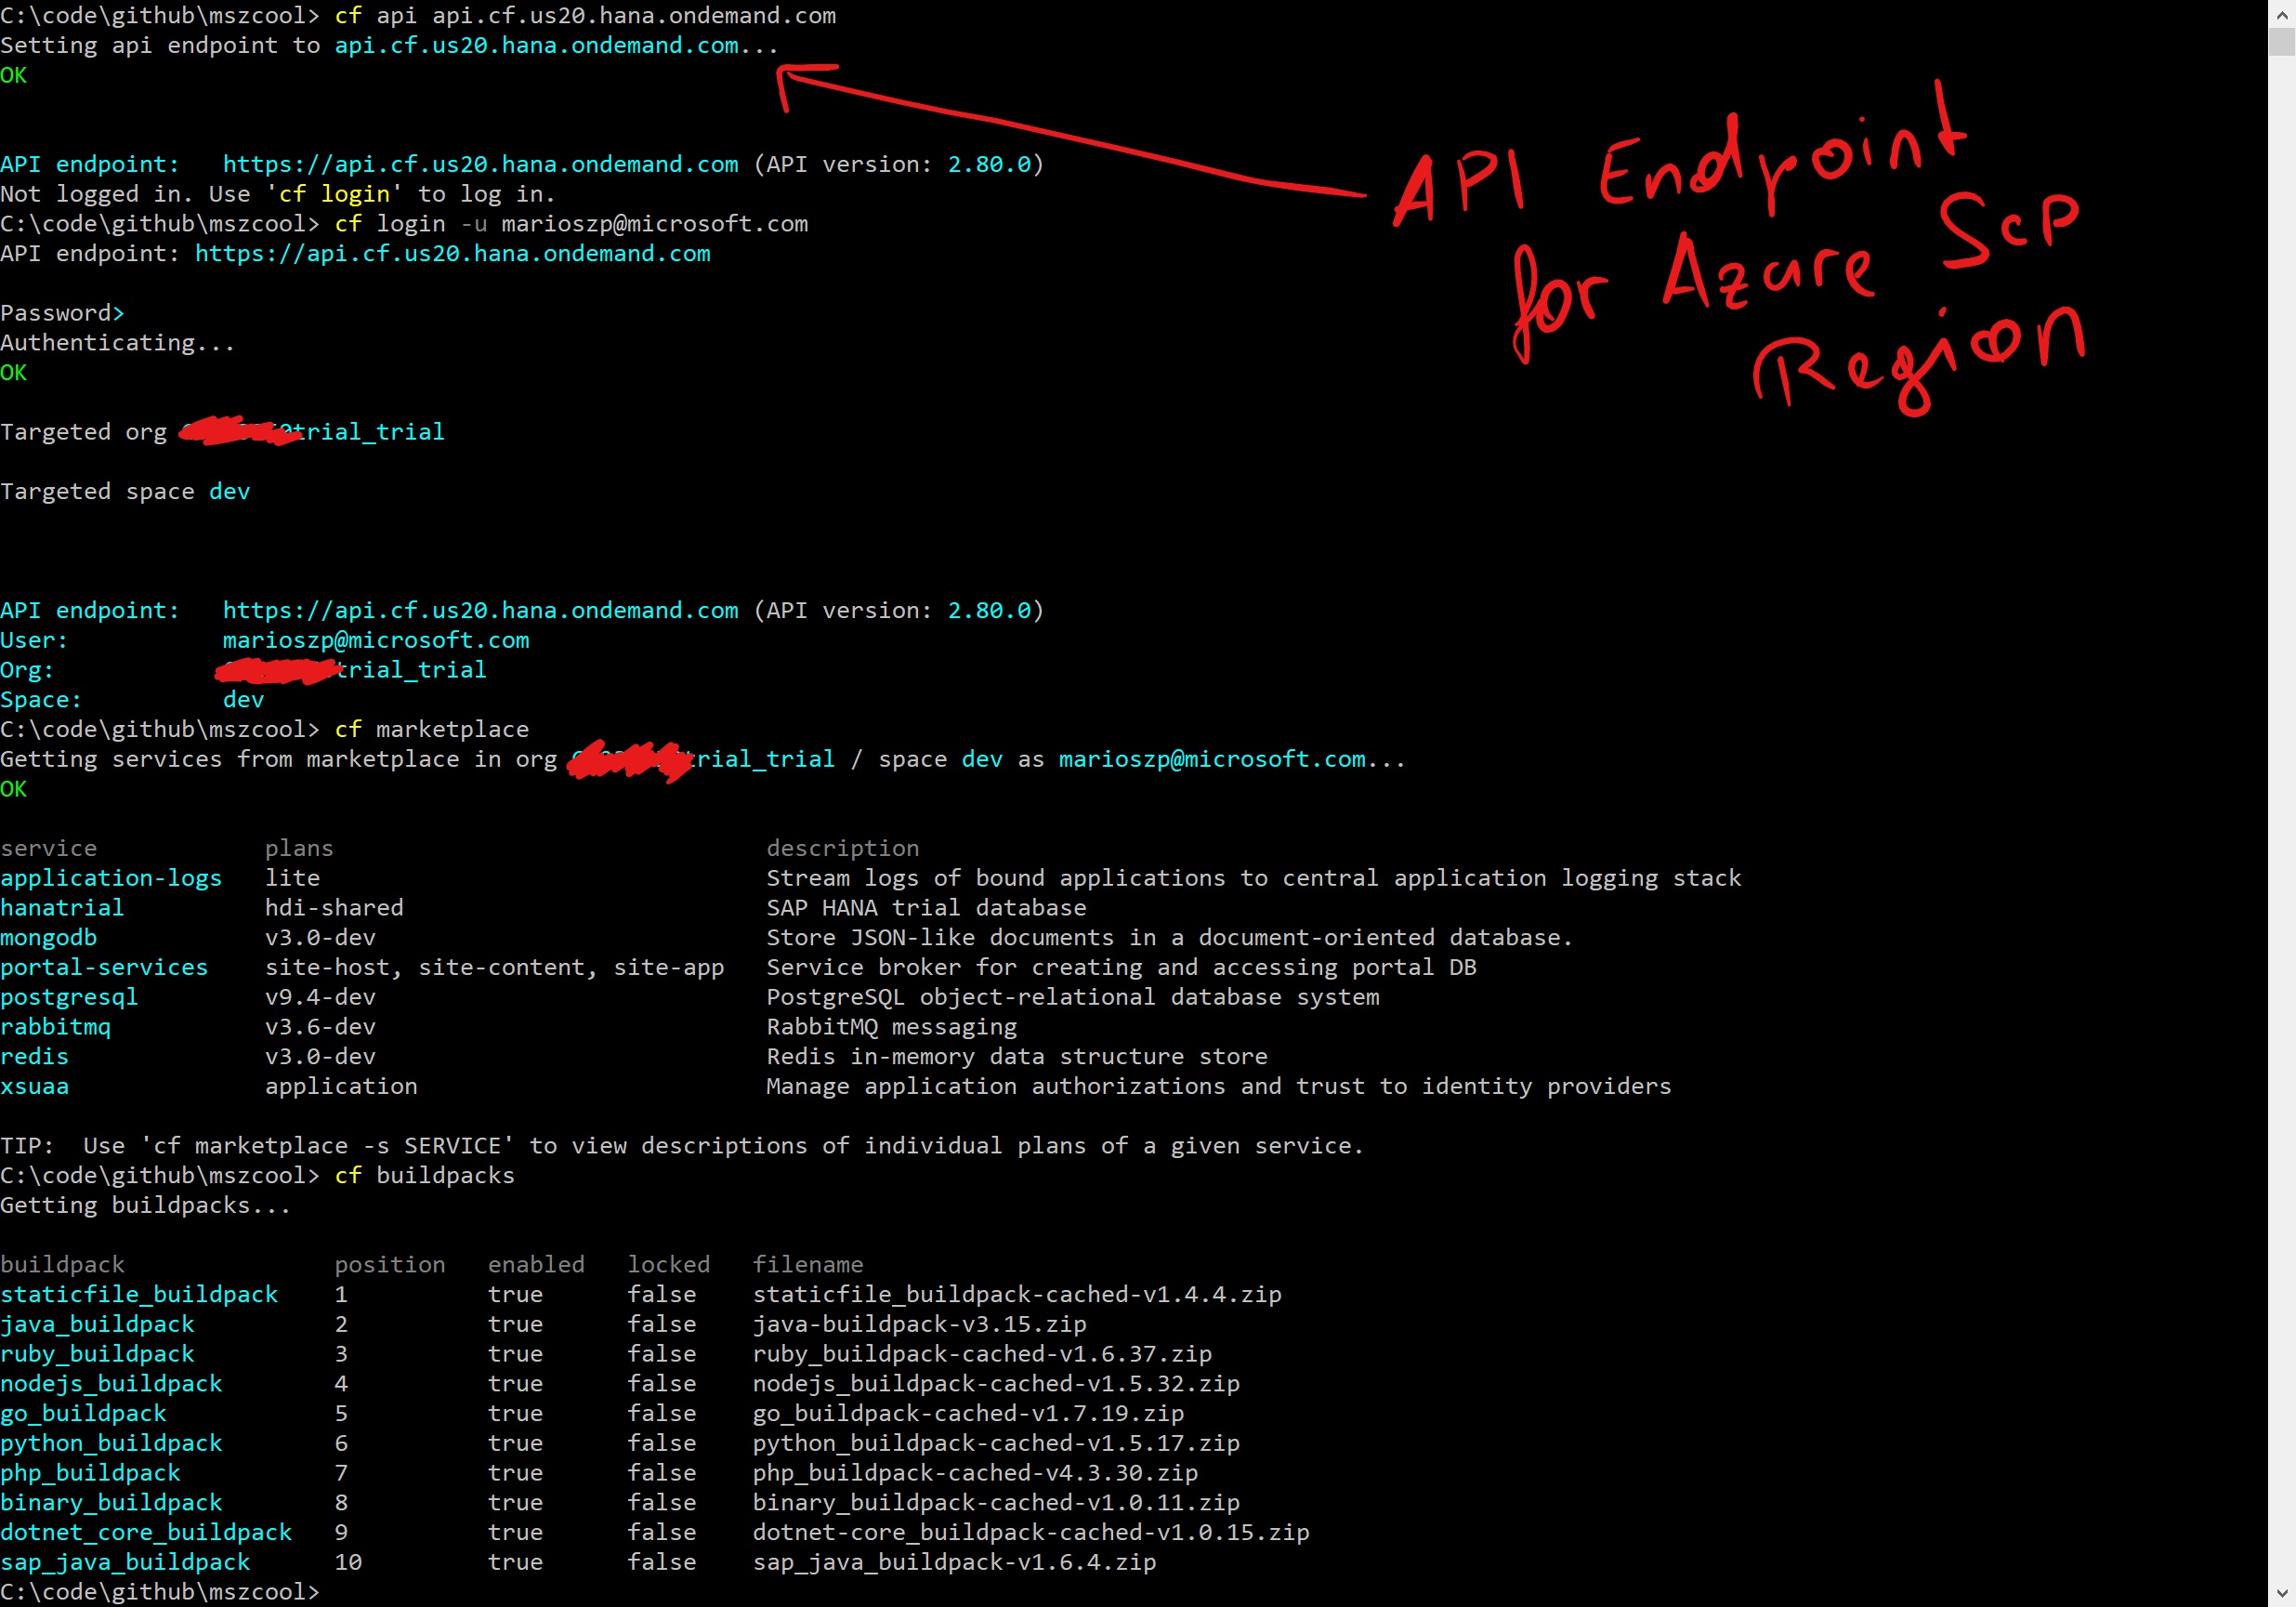 C:\code\github\mszcool> cf api api.cf.us20.hana.ondemand.com
Setting api endpoint to api.cf.us20.hana.ondemand.com...
OK
API Endpoint
for Azure SCP
Region
API endpoint:   https://api.cf.us20.hana.ondemand.com (API version: 2.80.0)
Not logged in. Use 'cf login' to log in.
C:\code\github\mszcool> cf login -u marioszp@microsoft.com
API endpoint: https://api.cf.us20.hana.ondemand.com
Password>
Authenticating...
OK
Targeted org trial_trial
Targeted space dev
API endpoint:   https://api.cf.us20.hana.ondemand.com (API version: 2.80.0)
User:           marioszp@microsoft.com
Org:            trial_trial
Space:          dev
C:\code\github\mszcool> cf marketplace
Getting services from marketplace in org trial_trial / space dev as marioszp@microsoft.com...
OK
service            plans                                description
application-logs   lite                                 Stream logs of bound applications to central application logging stack
hanatrial          hdi-shared                           SAP HANA trial database
mongodb            v3.0-dev                             Store JSON-like documents in a document-oriented database.
portal-services    site-host, site-content, site-app    Service broker for creating and accessing portal DB
postgresql         v9.4-dev                             PostgreSQL object-relational database system
rabbitmq           v3.6-dev                             RabbitMQ messaging
redis              v3.0-dev                             Redis in-memory data structure store
xsuaa              application                          Manage application authorizations and trust to identity providers
TIP:  Use 'cf marketplace -s SERVICE' to view descriptions of individual plans of a given service.
C:\code\github\mszcool> cf buildpacks
Getting buildpacks...
buildpack               position   enabled   locked   filename
staticfile_buildpack    1          true      false    staticfile_buildpack-cached-v1.4.4.zip
java_buildpack          2          true      false    java-buildpack-v3.15.zip
ruby_buildpack          3          true      false    ruby_buildpack-cached-v1.6.37.zip
nodejs_buildpack        4          true      false    nodejs_buildpack-cached-v1.5.32.zip
go_buildpack            5          true      false    go_buildpack-cached-v1.7.19.zip
python_buildpack        6          true      false    python_buildpack-cached-v1.5.17.zip
php_buildpack           7          true      false    php_buildpack-cached-v4.3.30.zip
binary_buildpack        8          true      false    binary_buildpack-cached-v1.0.11.zip
dotnet_core_buildpack   9          true      false    dotnet-core_buildpack-cached-v1.0.15.zip
sap_java_buildpack      10         true      false    sap_java_buildpack-v1.6.4.zip
C:\code\github\mszcool>